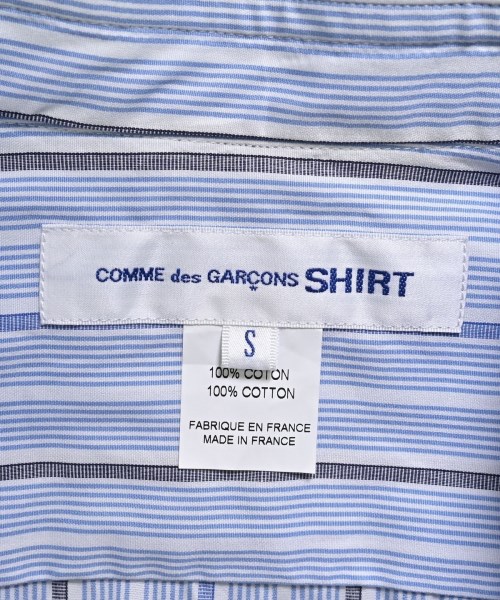 COMME des GARÇONS SHIRT
S
100% COTON
100% COTTON
FABRIQUE EN FRANCE
MADE IN FRANCE